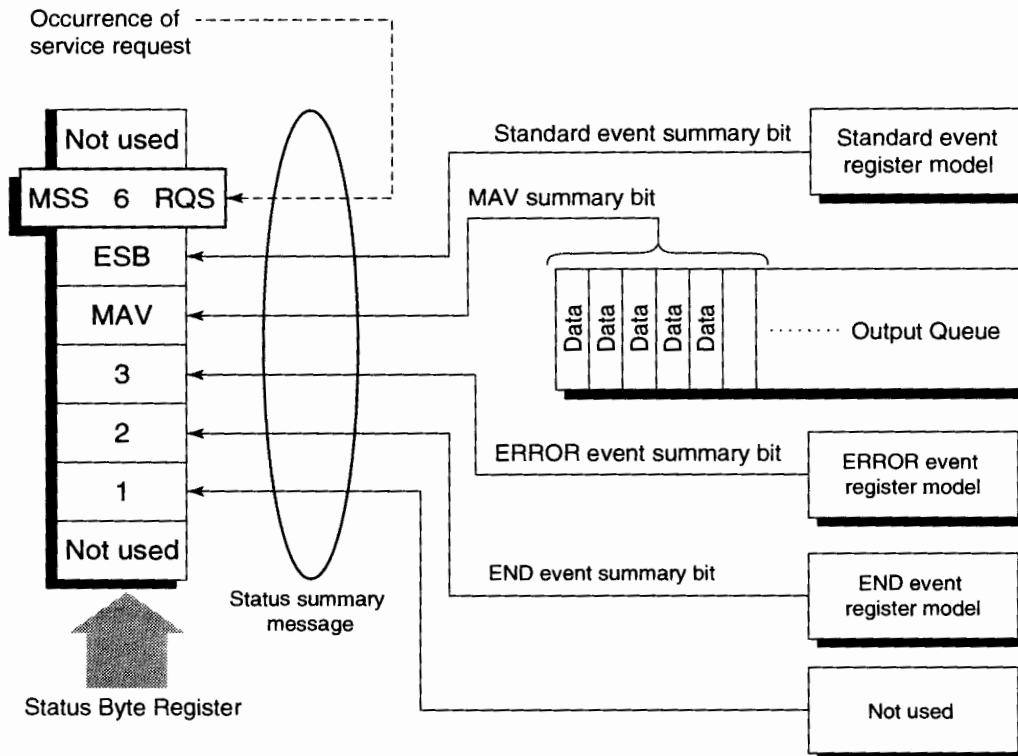 Occurrence of
service request
Not used
MSS 6 RQS
ESB
MAV
3
2
1
Not used
Status Byte Register
Status summary
message
Standard event summary bit
Standard event
register model
MAV summary bit
Data Data Data Data Data
Output Queue
ERROR event summary bit
ERROR event
register model
END event summary bit
END event
register model
Not used